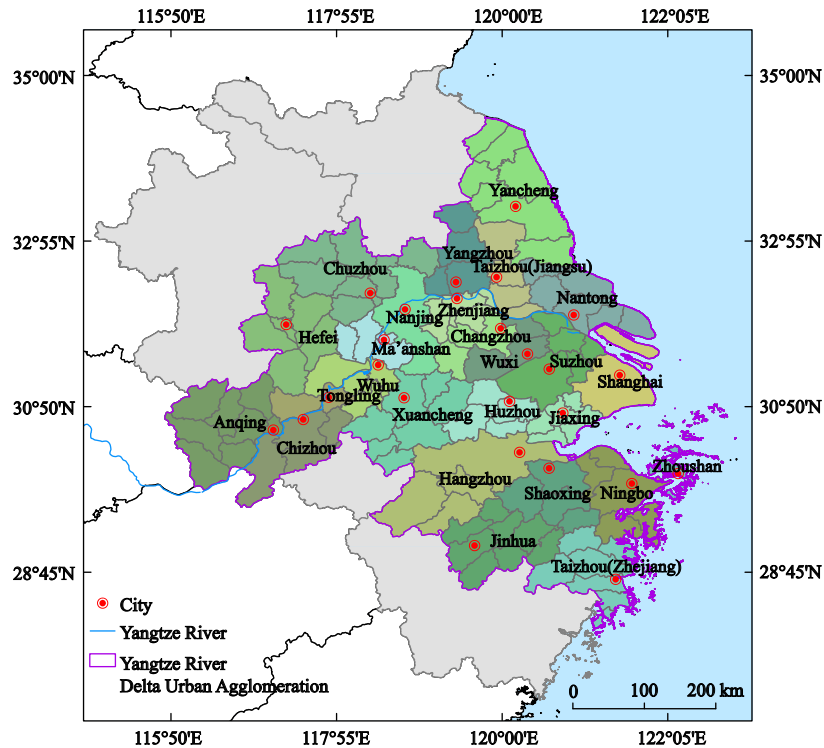 115°50′E 117°55′E 120°00′E 122°05′E
35°00′N 35°00′N
Yancheng
32°55′N 32°55′N
Yangzhou
Chuzhou Taizhou(Jiangsu)
Nantong
Nanjing Zhenjiang
Hefei Changzhou
Ma’anshan
Wuxi Suzhou
Shanghai
Wuhu
Tongling
30°50′N 30°50′N
Xuancheng Huzhou Jiaxing
Anqing
Chizhou
Zhoushan
Hangzhou
Shaoxing Ningbo
Jinhua
28°45′N Taizhou(Zhejiang) 28°45′N
City
Yangtze River
Yangtze River
Delta Urban Agglomeration
0 100 200 km
115°50′E 117°55′E 120°00′E 122°05′E